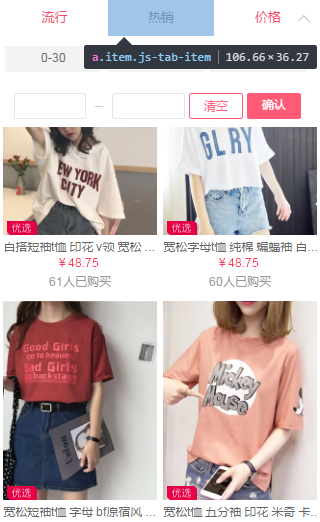 流行
热销
价格
0-30
a.item.js-tab-item | 106.66×36.27
清空
确认
NEW YORK
CITY
GLRY
优选
优选
白搭短袖t恤 印花 v领 宽松 ...
宽松字母t恤 纯棉 蝙蝠袖 白...
￥48.75
￥48.75
61人已购买
60人已购买
Good Girls
go to heaven
Bad Girls
go backstage
Mickey
Mouse
优选
优选
宽松短袖t恤 字母 bf原宿风 ...
宽松t恤 九分袖 印花 米奇 卡...